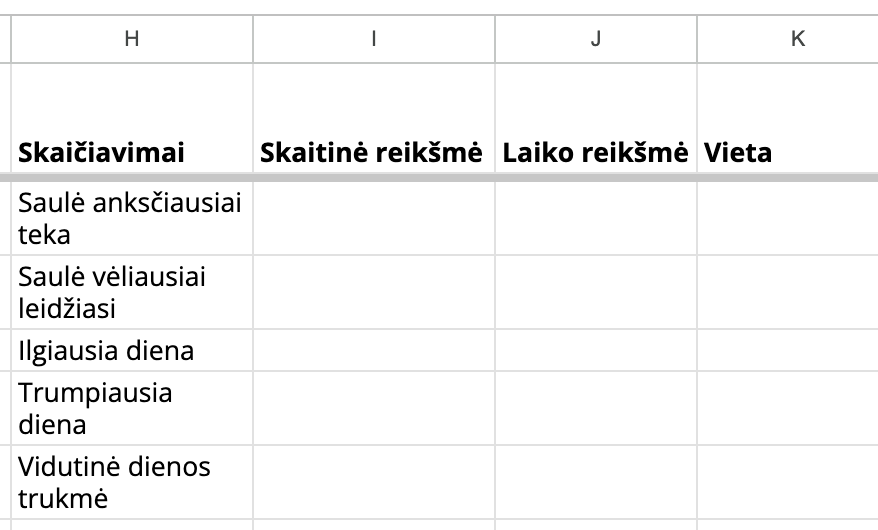 H I J K
Skaičiavimai Skaitinė reikšmė Laiko reikšmė Vieta
Saulė anksčiausiai
teka
Saulė vėliausiai
leidžiasi
Ilgiausia diena
Trumpiausia
diena
Vidutinė dienos
trukmė